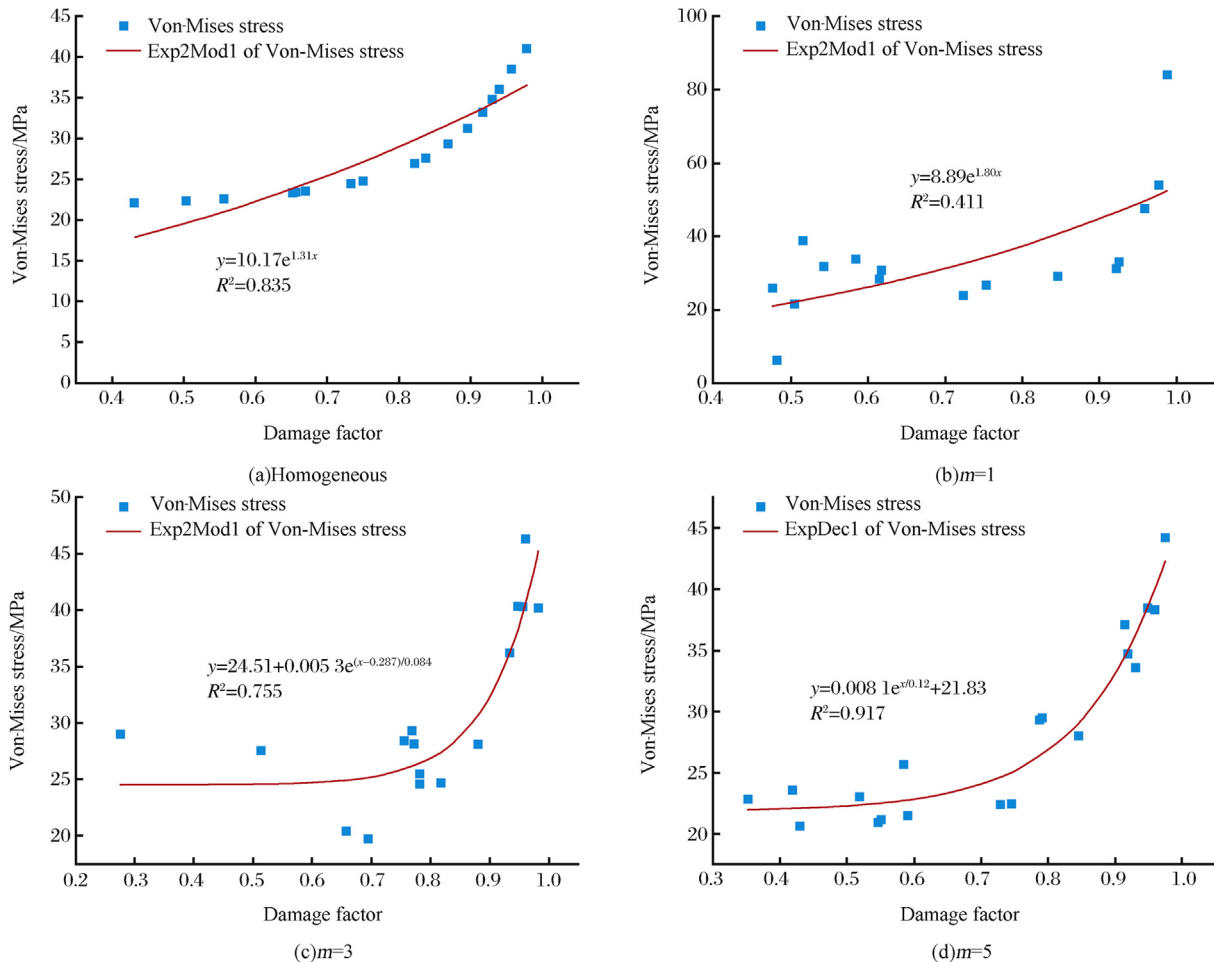 Von-Mises stress
Exp2Mod1 of Von-Mises stress
45
40
35
30
25
20
15
10
5
0
Von-Mises stress/MPa
y=10.17e^1.31x
R²=0.835
0.4 0.5 0.6 0.7 0.8 0.9 1.0
Damage factor
(a)Homogeneous
Von-Mises stress
Exp2Mod1 of Von-Mises stress
100
80
60
40
20
0
Von-Mises stress/MPa
y=8.89e^1.80x
R²=0.411
0.4 0.5 0.6 0.7 0.8 0.9 1.0
Damage factor
(b)m=1
Von-Mises stress
Exp2Mod1 of Von-Mises stress
50
45
40
35
30
25
20
Von-Mises stress/MPa
y=24.51+0.005 3e^(x−0.287)/0.084
R²=0.755
0.2 0.3 0.4 0.5 0.6 0.7 0.8 0.9 1.0
Damage factor
(c)m=3
Von-Mises stress
ExpDec1 of Von-Mises stress
45
40
35
30
25
20
Von-Mises stress/MPa
y=0.008 1e^x/0.12+21.83
R²=0.917
0.3 0.4 0.5 0.6 0.7 0.8 0.9 1.0
Damage factor
(d)m=5